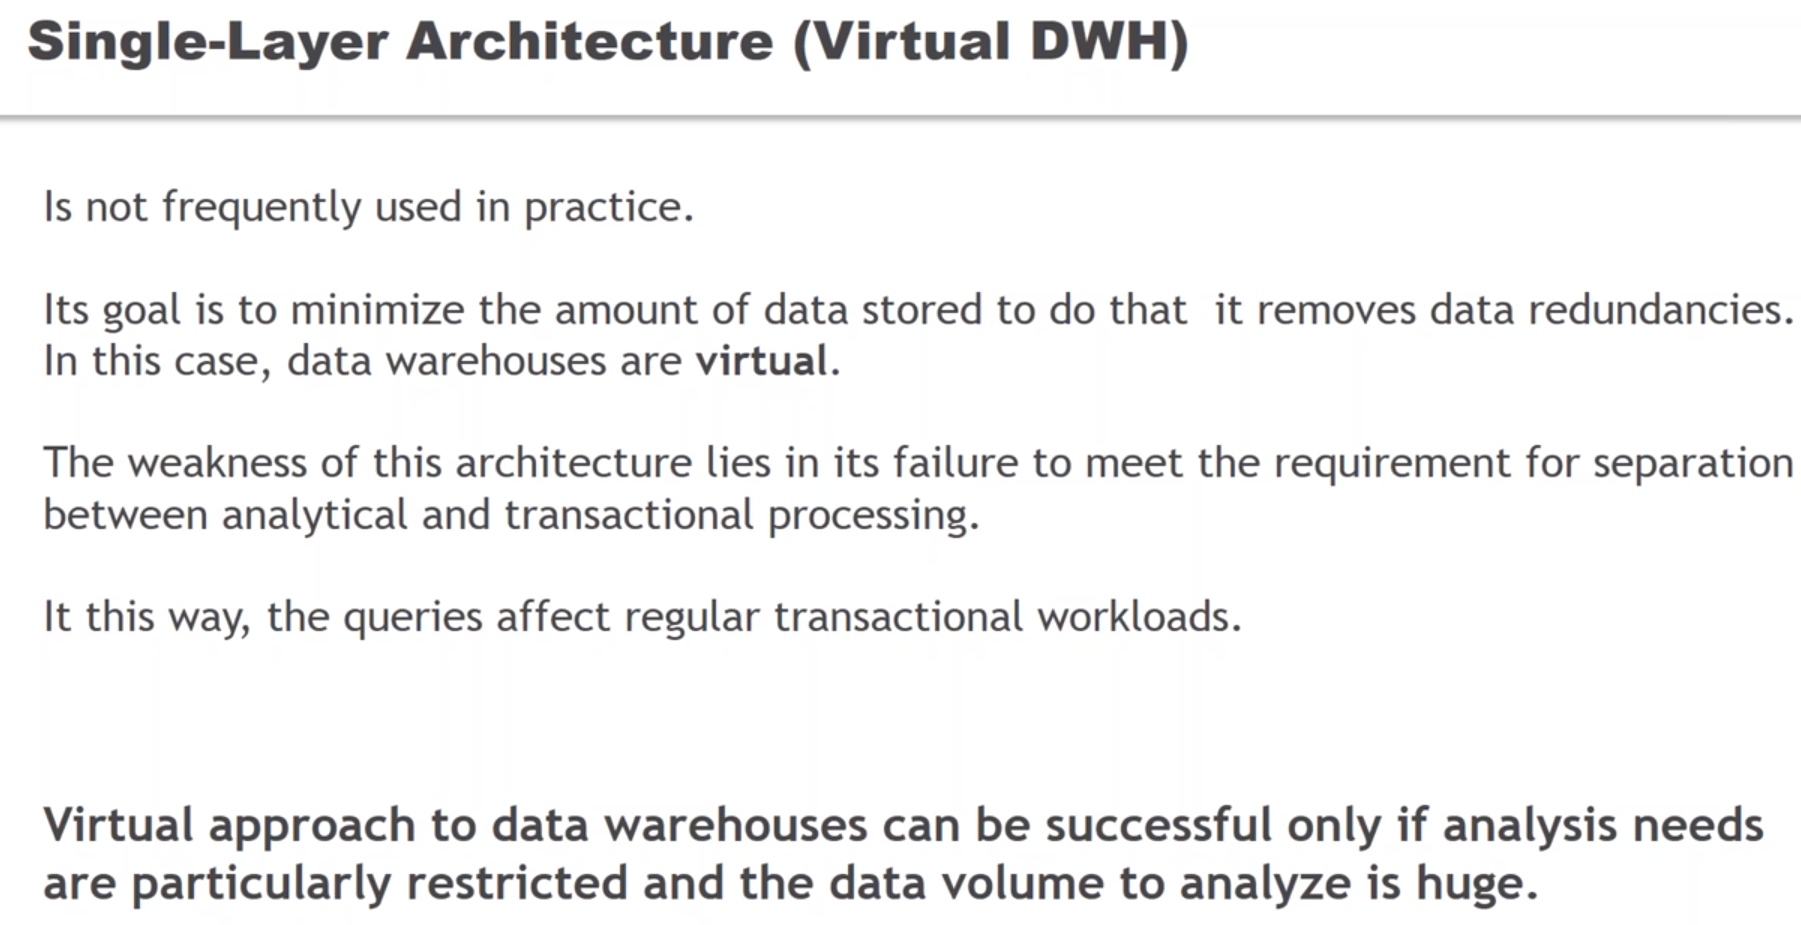 Single-Layer Architecture (Virtual DWH)
Is not frequently used in practice.
Its goal is to minimize the amount of data stored to do that  it removes data redundancies.
In this case, data warehouses are virtual.
The weakness of this architecture lies in its failure to meet the requirement for separation
between analytical and transactional processing.
It this way, the queries affect regular transactional workloads.
Virtual approach to data warehouses can be successful only if analysis needs
are particularly restricted and the data volume to analyze is huge.